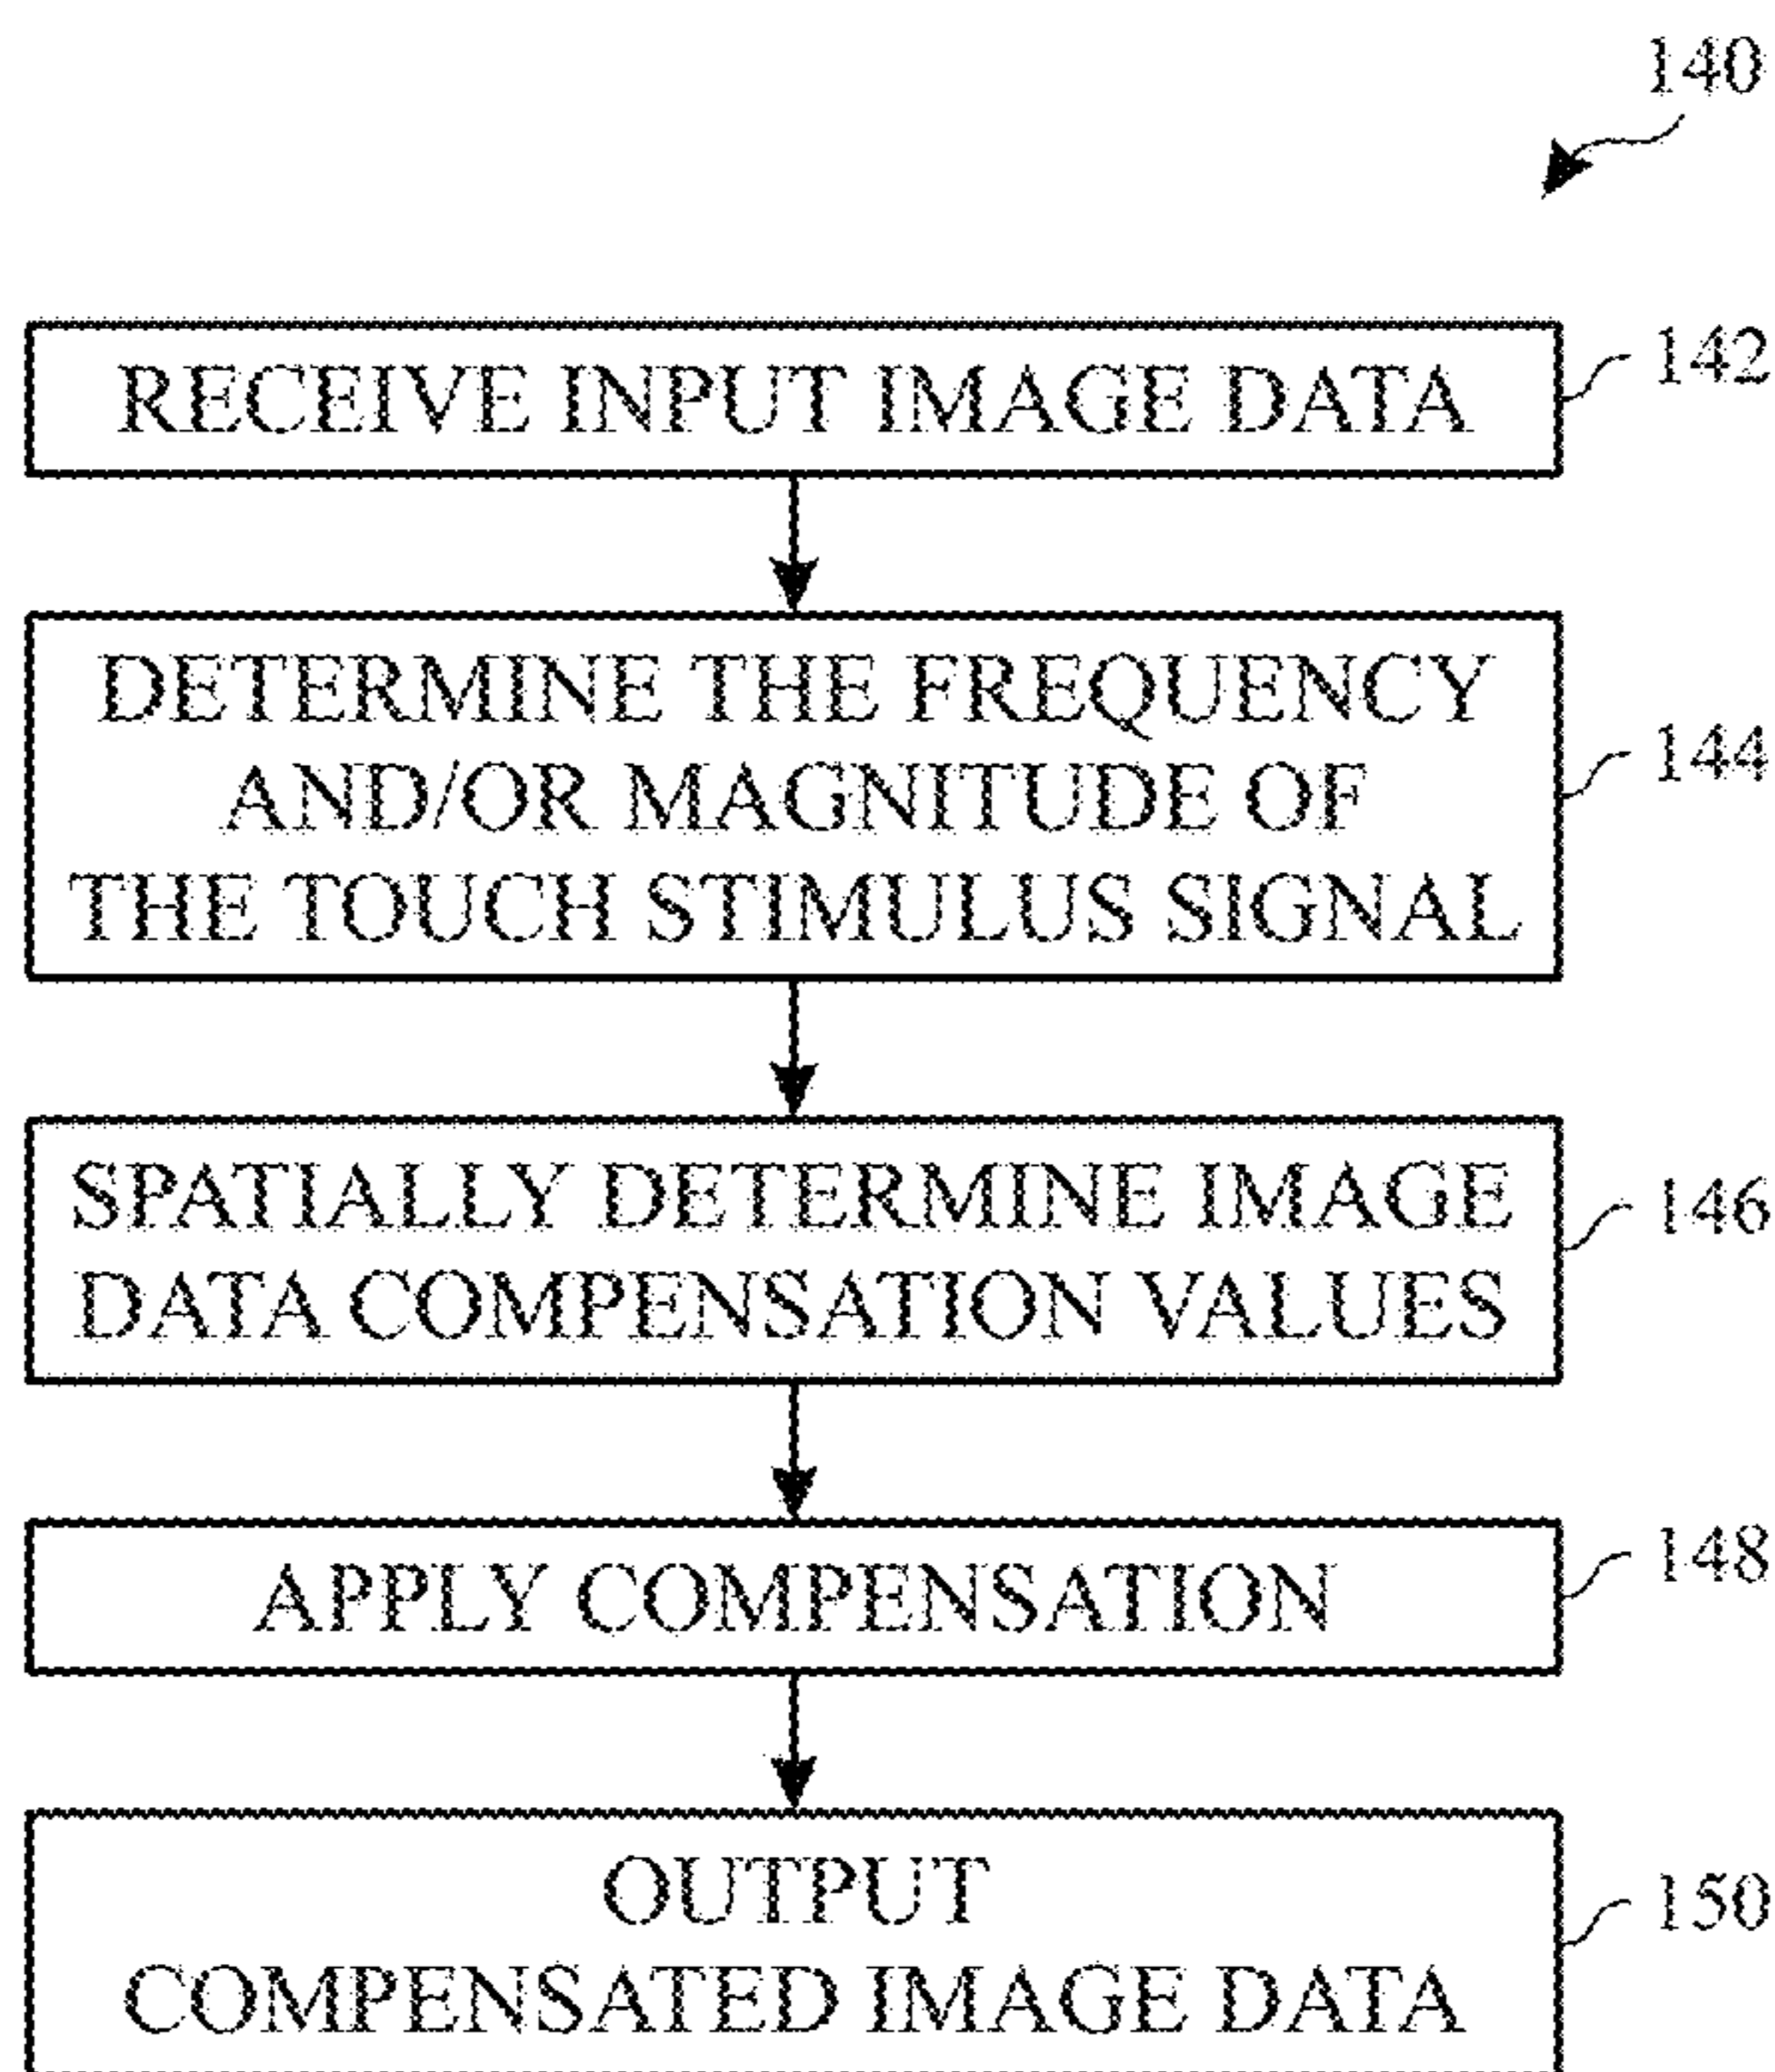 140
RECEIVE INPUT IMAGE DATA
142
DETERMINE THE FREQUENCY
AND/OR MAGNITUDE OF
THE TOUCH STIMULUS SIGNAL
144
SPATIALLY DETERMINE IMAGE
DATA COMPENSATION VALUES
146
APPLY COMPENSATION
148
OUTPUT
COMPENSATED IMAGE DATA
150